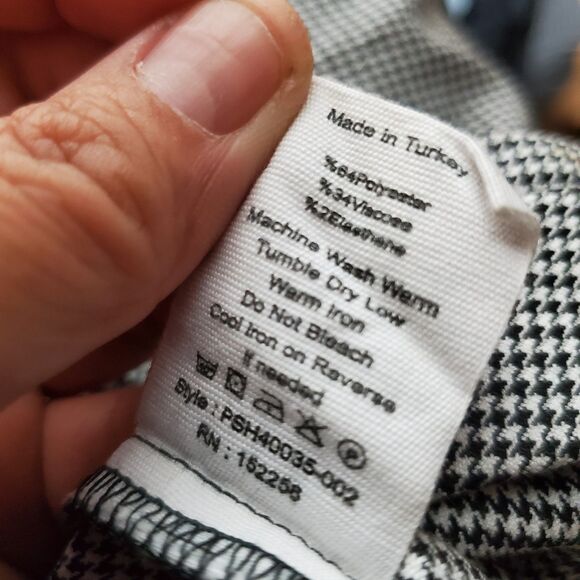 Made in Turkey
%64Polyester
%34Viscose
%2Elasthane
Machine Wash Warm
Tumble Dry Low
Warm Iron
Do Not Bleach
Cool Iron on Reverse
if needed
Style : PSH40035-002
RN : 152258